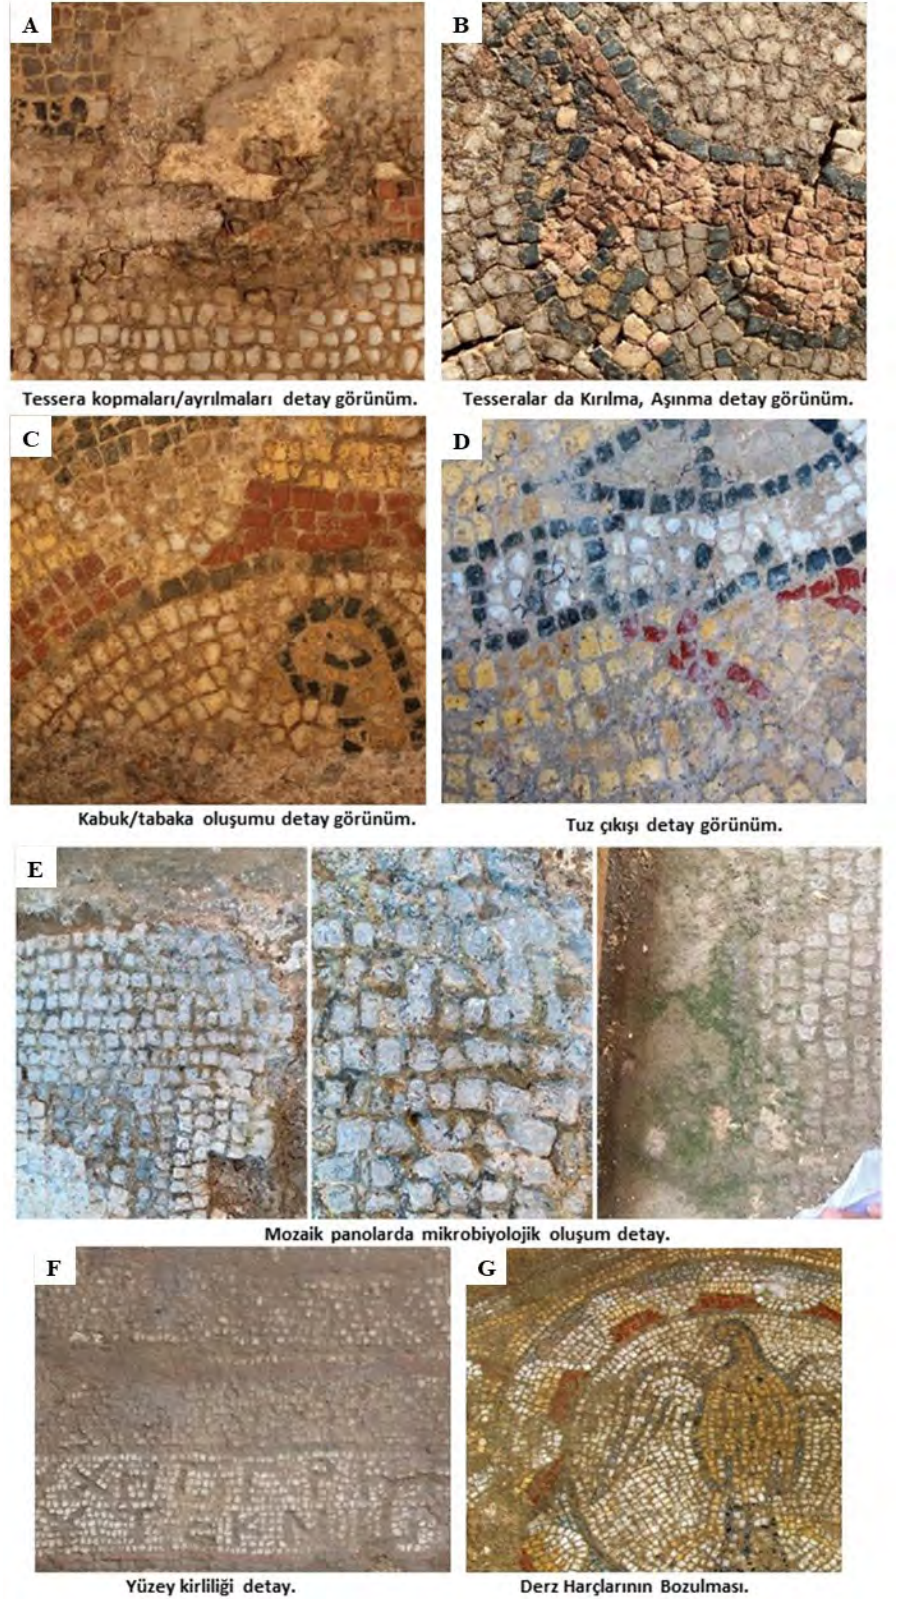 A
B
Tessera kopmaları/ayrılmaları detay görünüm.
Tesseralar da Kırılma, Aşınma detay görünüm.
C
D
Kabuk/tabaka oluşumu detay görünüm.
Tuz çıkışı detay görünüm.
E
Mozaik panolarda mikrobiyolojik oluşum detay.
F
G
Yüzey kirliliği detay.
Derz Harçlarının Bozulması.